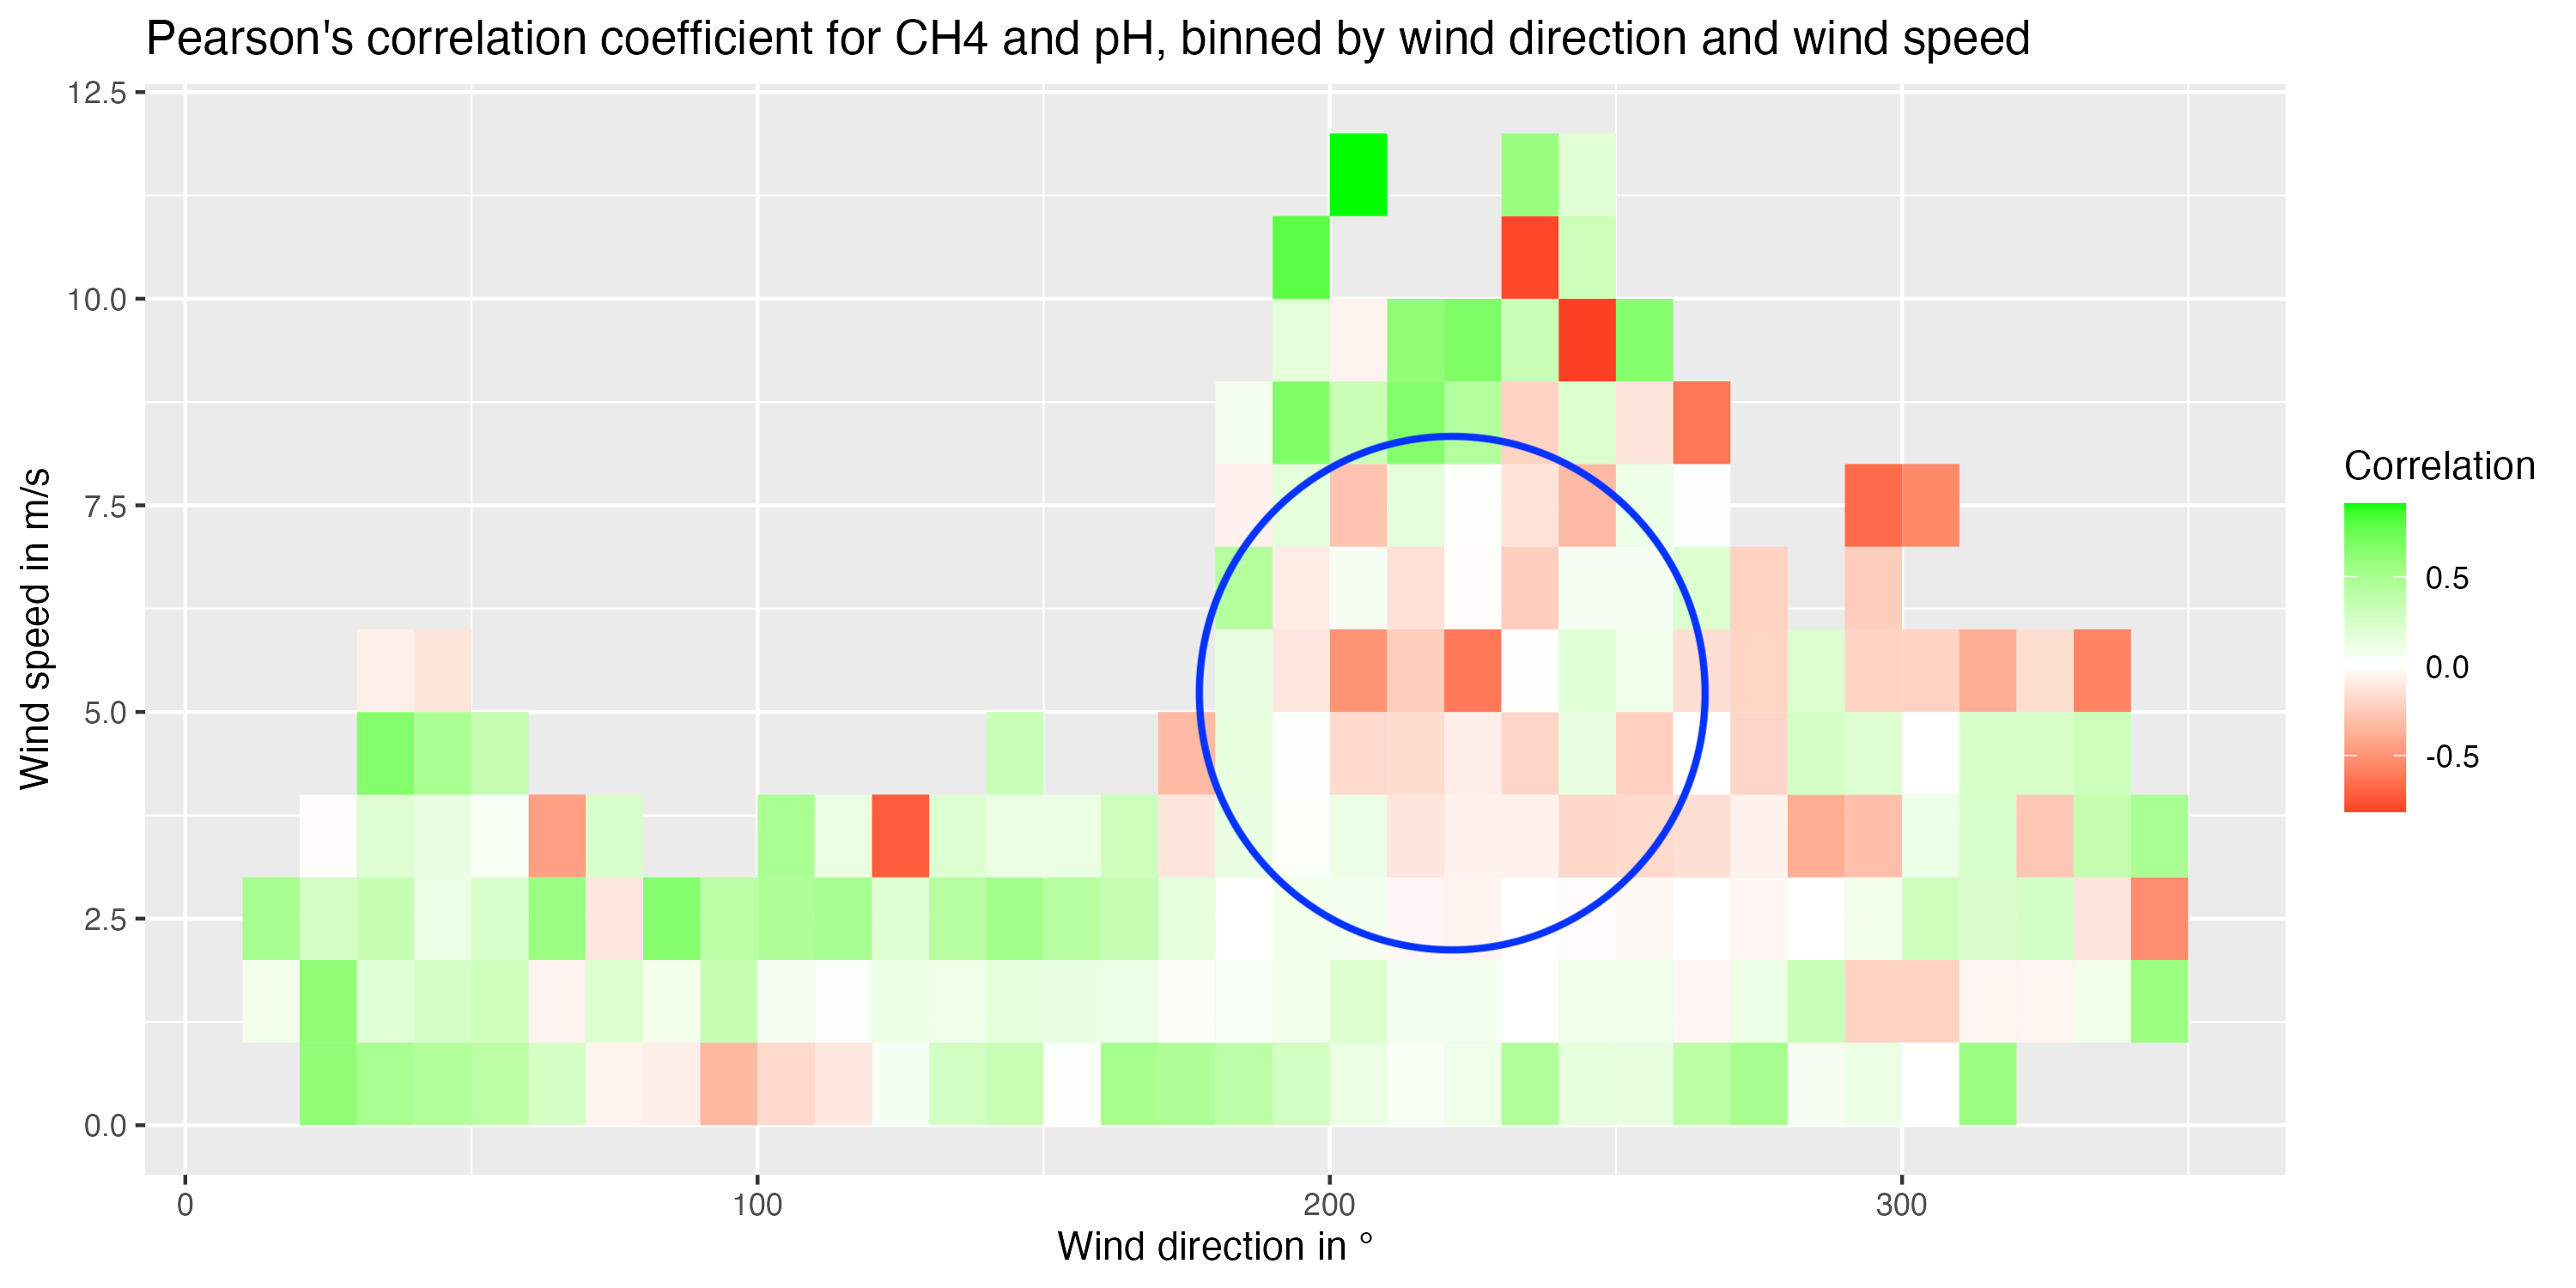 Pearson's correlation coefficient for CH4 and pH, binned by wind direction and wind speed
12.5
10.0
7.5
5.0
2.5
0.0
Wind speed in m/s
0 100 200 300
Wind direction in °
Correlation
0.5
0.0
-0.5